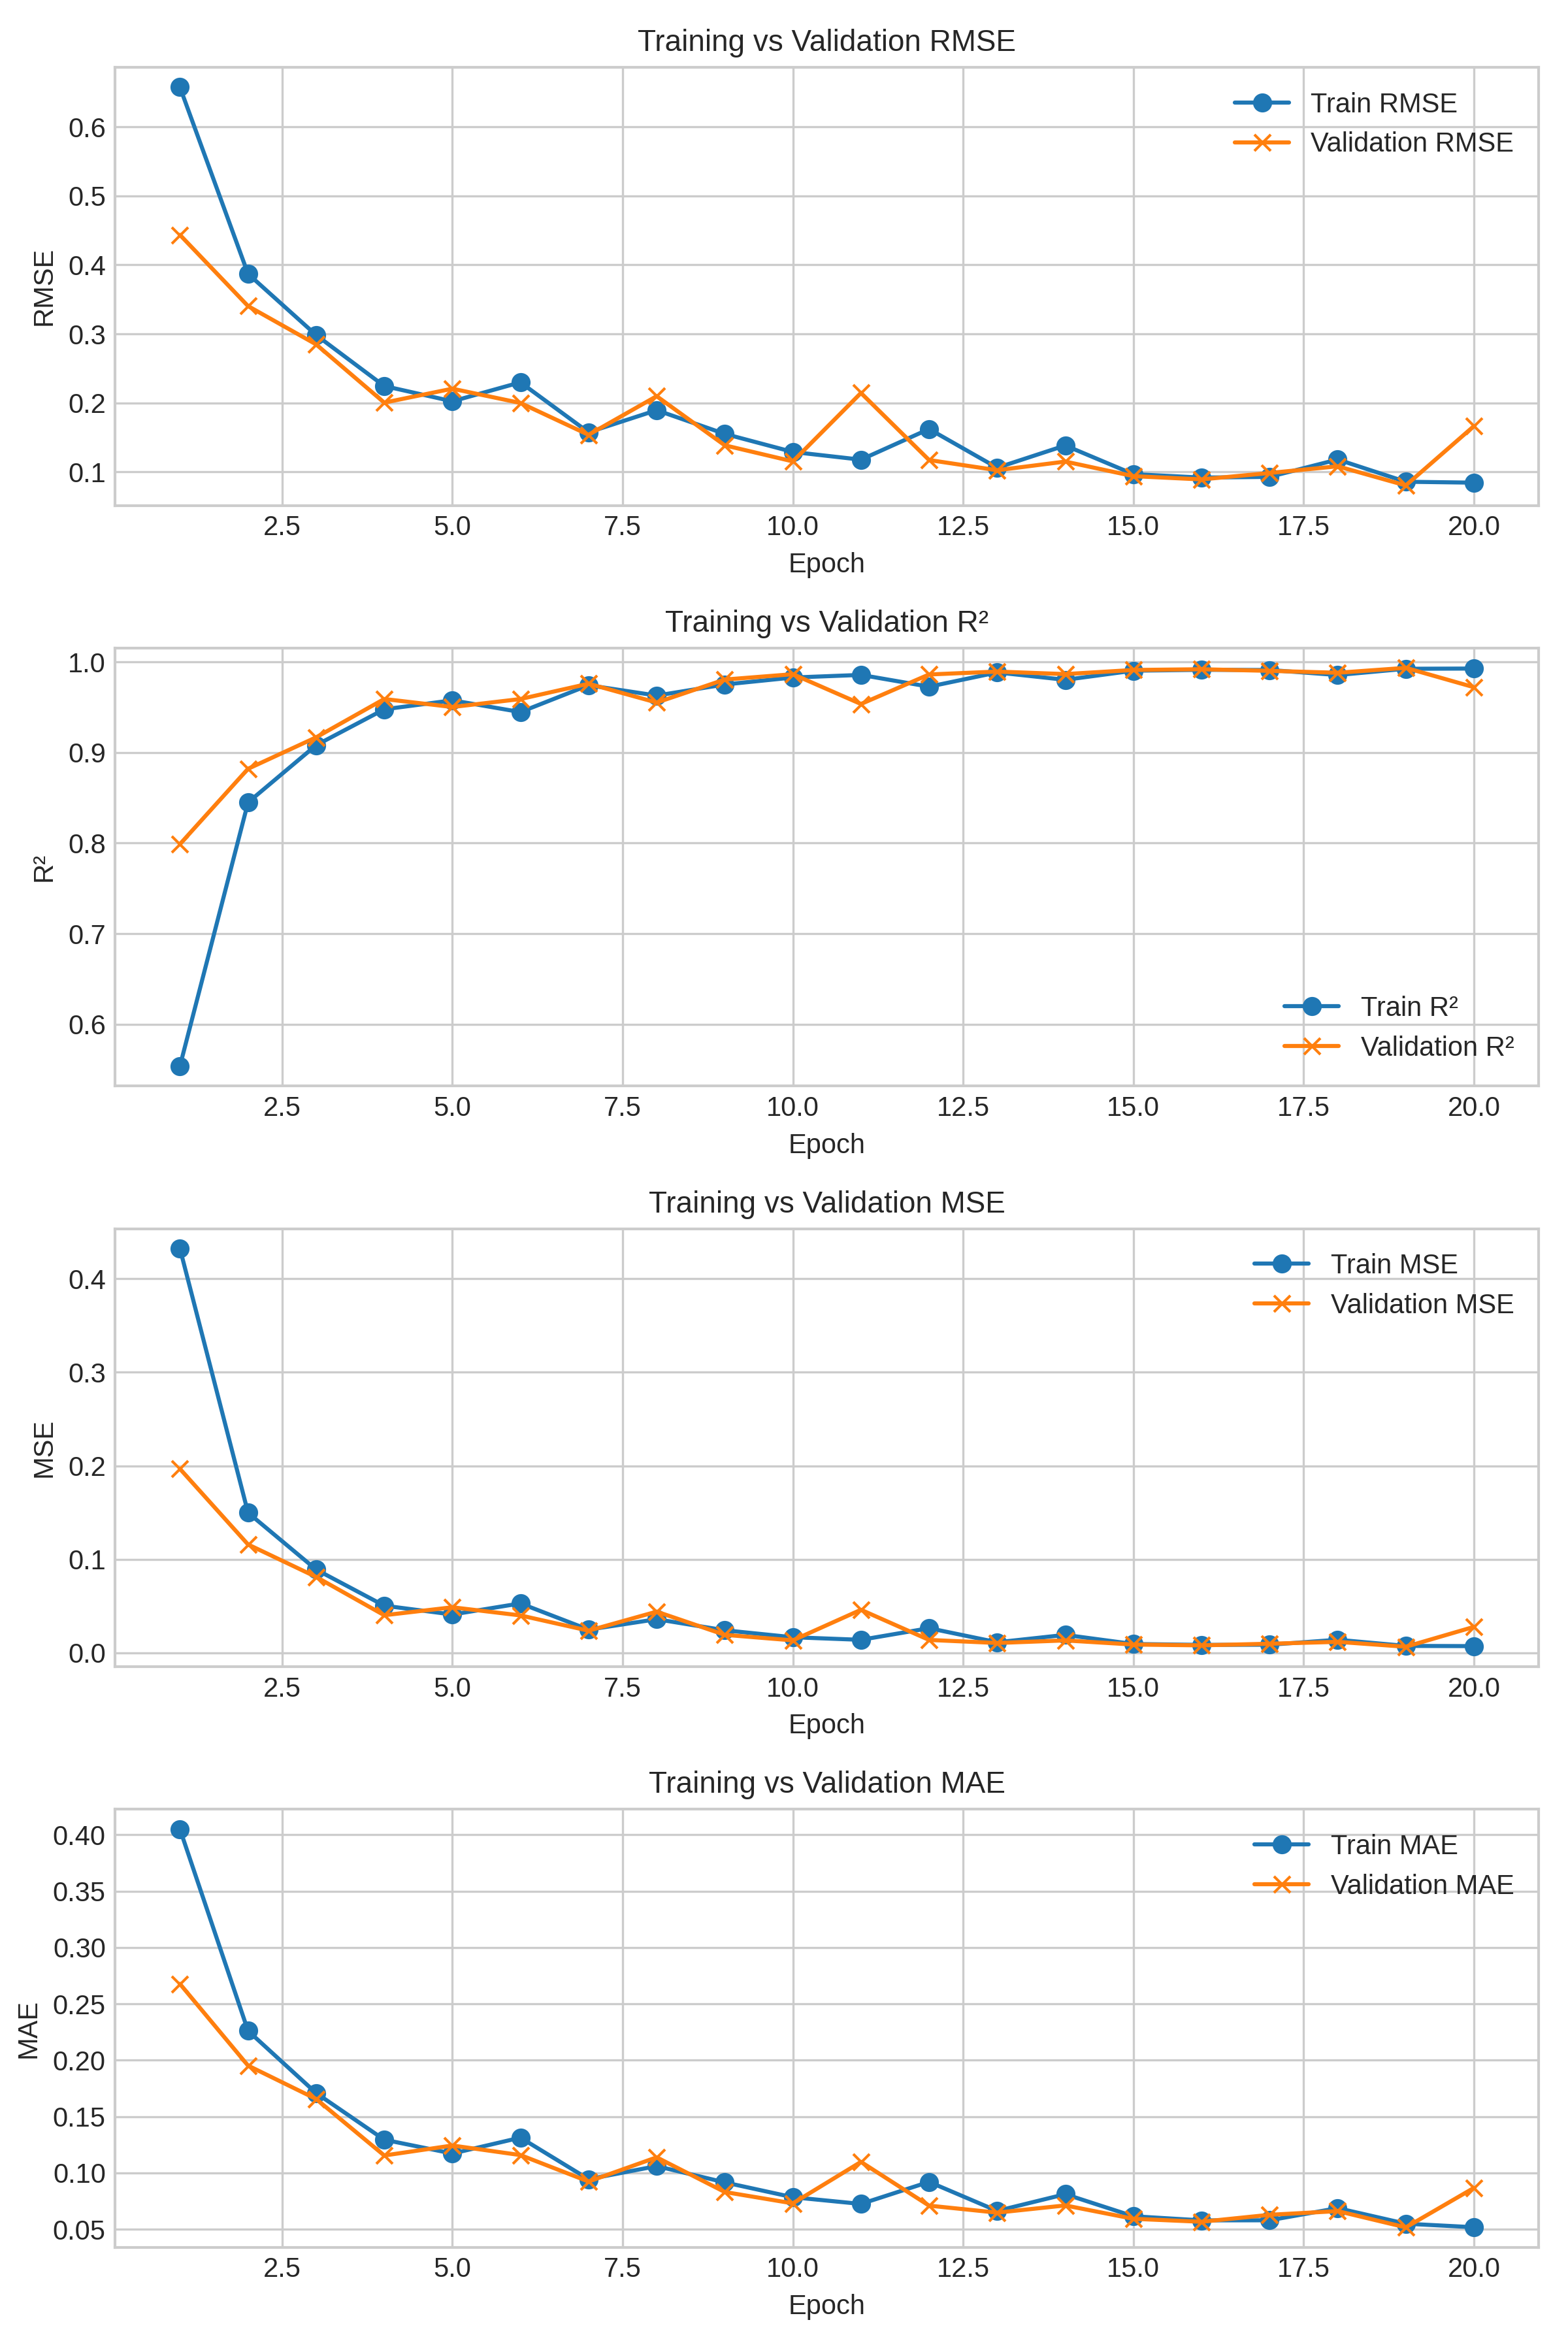 Training vs Validation RMSE
Train RMSE
Validation RMSE
RMSE
0.6
0.5
0.4
0.3
0.2
0.1
2.5 5.0 7.5 10.0 12.5 15.0 17.5 20.0
Epoch
Training vs Validation R²
R²
1.0
0.9
0.8
0.7
0.6
Train R²
Validation R²
2.5 5.0 7.5 10.0 12.5 15.0 17.5 20.0
Epoch
Training vs Validation MSE
Train MSE
Validation MSE
MSE
0.4
0.3
0.2
0.1
0.0
2.5 5.0 7.5 10.0 12.5 15.0 17.5 20.0
Epoch
Training vs Validation MAE
Train MAE
Validation MAE
MAE
0.40
0.35
0.30
0.25
0.20
0.15
0.10
0.05
2.5 5.0 7.5 10.0 12.5 15.0 17.5 20.0
Epoch